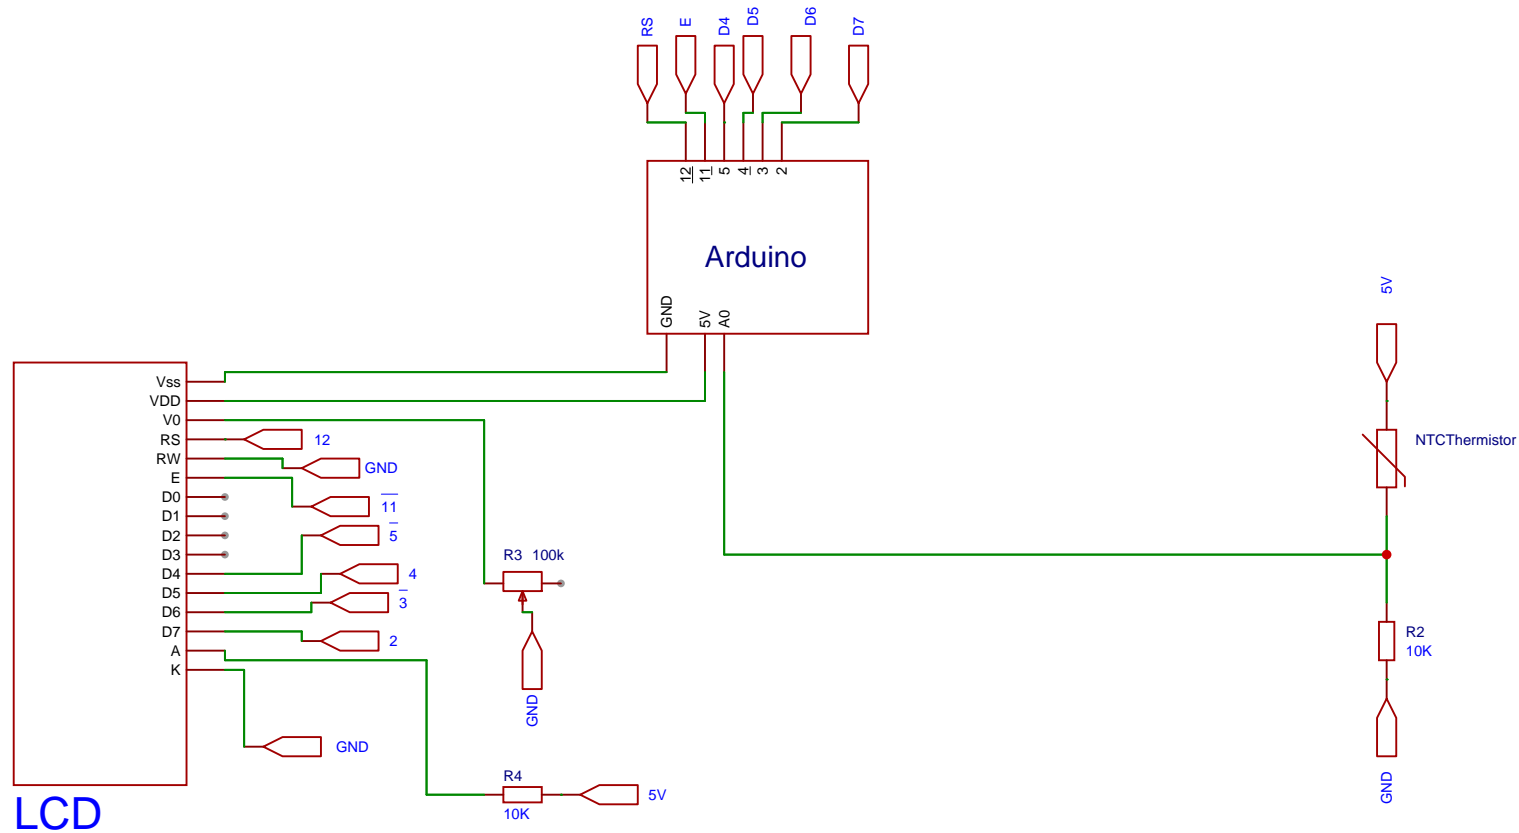 RS
E
D4
D5
D6
D7
12
11
5
4
3
2
Arduino
GND
5V
A0
5V
NTCThermistor
R2
10K
GND
Vss
VDD
V0
RS
RW
E
D0
D1
D2
D3
D4
D5
D6
D7
A
K
12
GND
11
5
4
3
2
GND
R3 100k
GND
R4
10K
5V
LCD